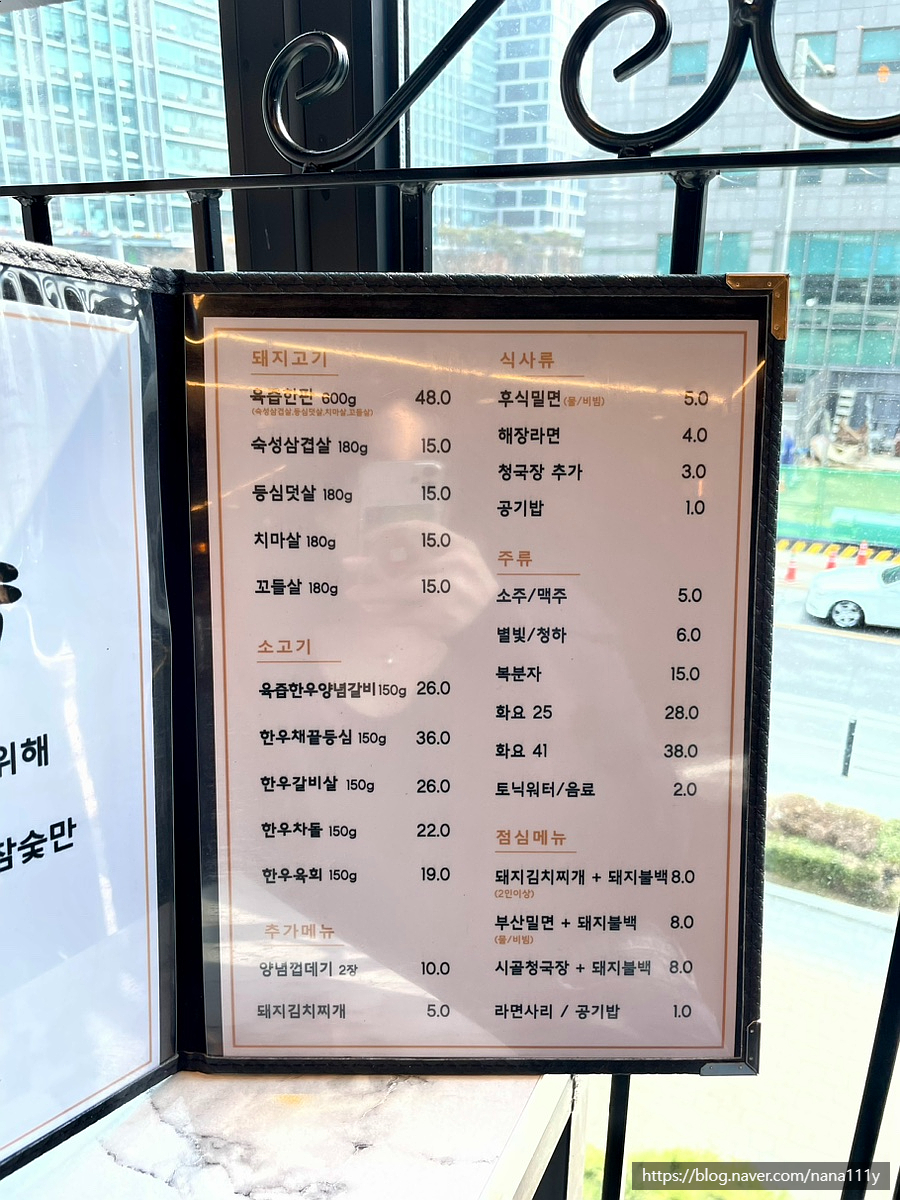 위해
참숯만
돼지고기
육즙한판 600g 48.0
(숙성삼겹살,등심덧살,치마살,꼬들살)
숙성삼겹살 180g 15.0
등심덧살 180g 15.0
치마살 180g 15.0
꼬들살 180g 15.0
소고기
육즙한우양념갈비 150g 26.0
한우채끝등심 150g 36.0
한우갈비살 150g 26.0
한우차돌 150g 22.0
한우육회 150g 19.0
추가메뉴
양념껍데기 2장 10.0
돼지김치찌개 5.0
식사류
후식밀면(물/비빔) 5.0
해장라면 4.0
청국장 추가 3.0
공기밥 1.0
주류
소주/맥주 5.0
별빛/청하 6.0
복분자 15.0
화요 25 28.0
화요 41 38.0
토닉워터/음료 2.0
점심메뉴
돼지김치찌개 + 돼지불백 8.0
(2인이상)
부산밀면 + 돼지불백 8.0
(물/비빔)
시골청국장 + 돼지불백 8.0
라면사리 / 공기밥 1.0
https://blog.naver.com/nana111y